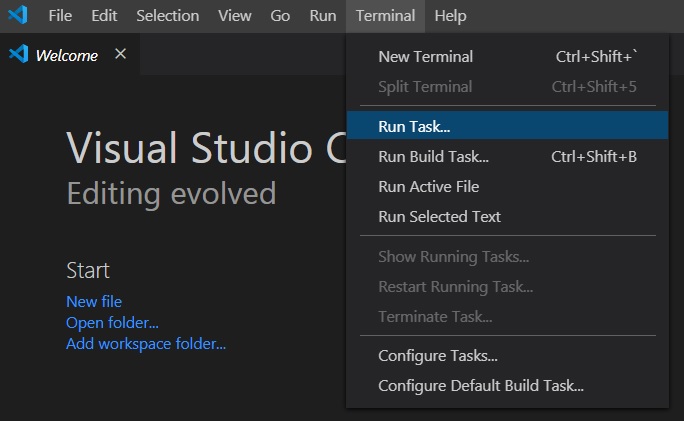 File Edit Selection View Go Run Terminal Help
Welcome
New Terminal Ctrl+Shift+`
Split Terminal Ctrl+Shift+5
Run Task...
Run Build Task... Ctrl+Shift+B
Run Active File
Run Selected Text
Show Running Tasks...
Restart Running Task...
Terminate Task...
Configure Tasks...
Configure Default Build Task...
Visual Studio C
Editing evolved
Start
New file
Open folder...
Add workspace folder...